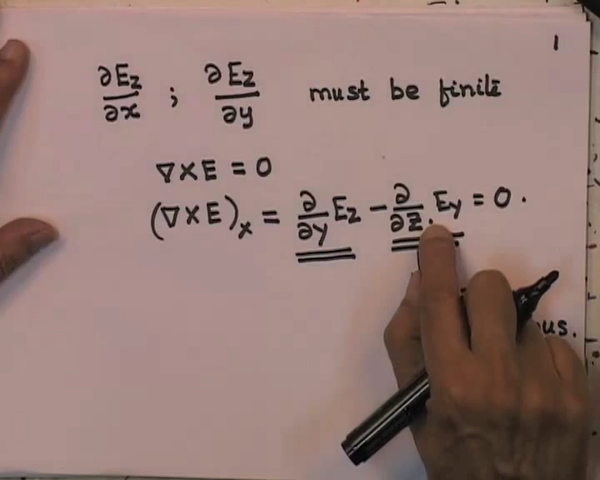 1
∂Ez/∂x ; ∂Ez/∂y must be finite
∇×E = 0
(∇×E)x = ∂/∂y Ez − ∂/∂z Ey = 0.
us.